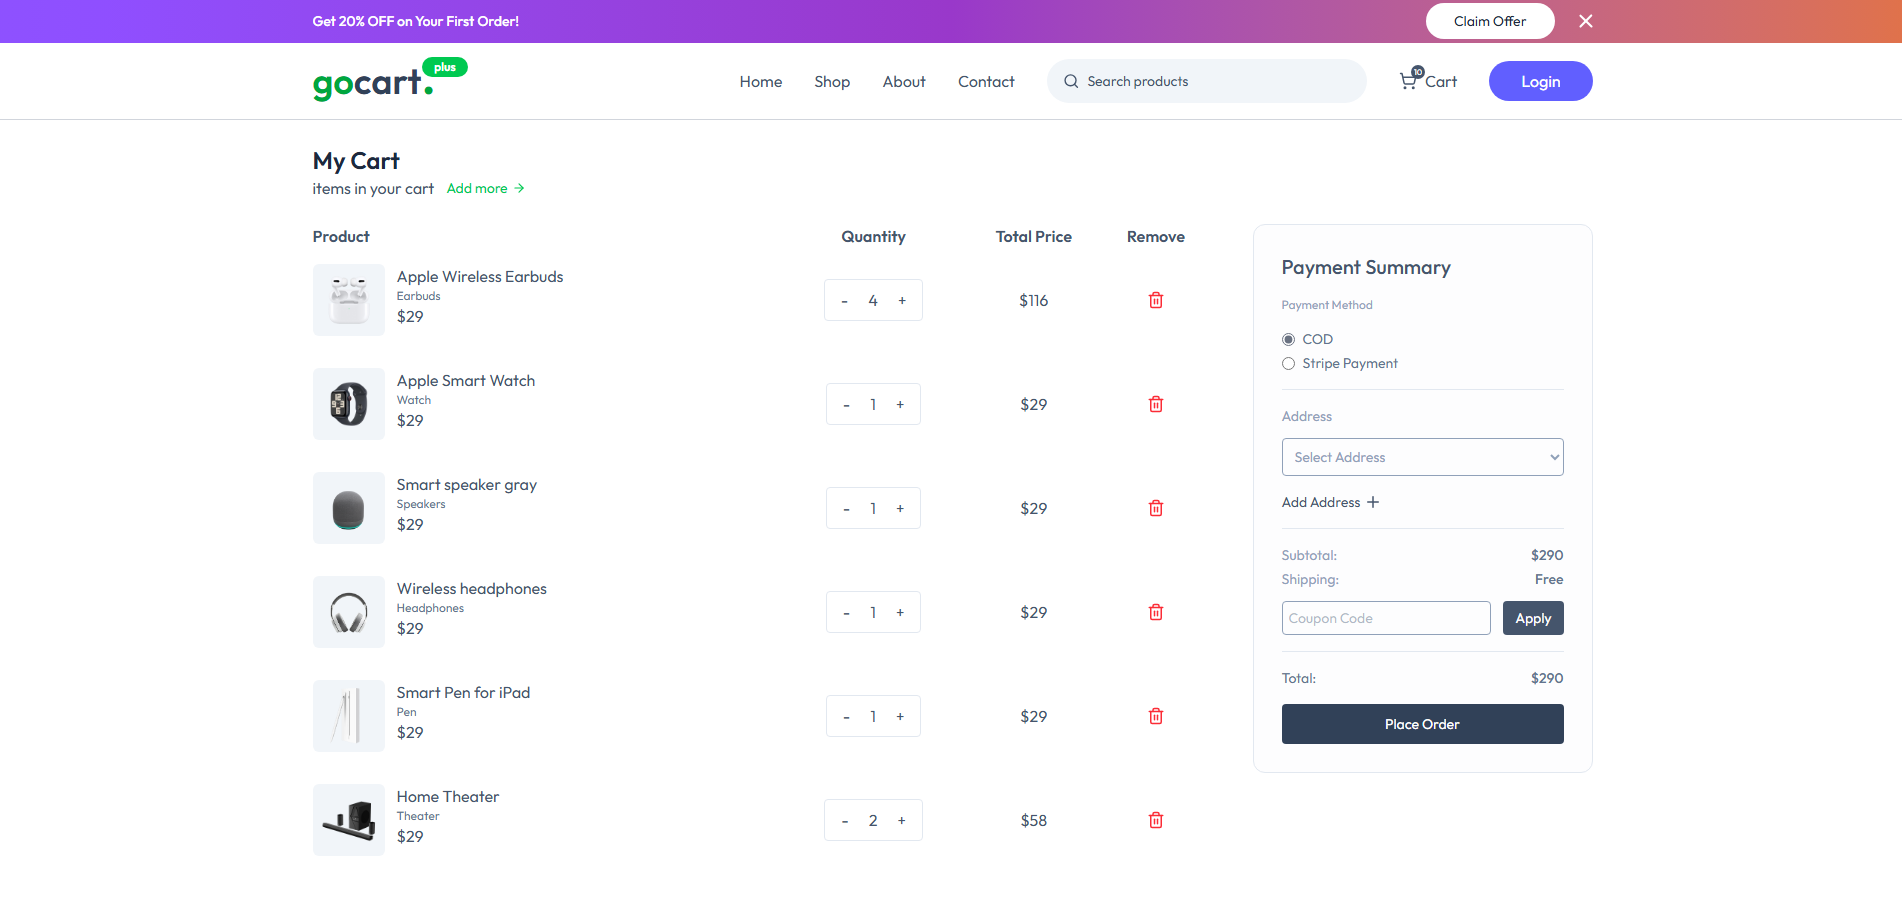 Get 20% OFF on Your First Order!
Claim Offer
gocart.
plus
Home
Shop
About
Contact
Search products
10
Cart
Login
My Cart
items in your cart
Add more →
Product
Quantity
Total Price
Remove
Apple Wireless Earbuds
Earbuds
$29
- 4 +
$116
Apple Smart Watch
Watch
$29
- 1 +
$29
Smart speaker gray
Speakers
$29
- 1 +
$29
Wireless headphones
Headphones
$29
- 1 +
$29
Smart Pen for iPad
Pen
$29
- 1 +
$29
Home Theater
Theater
$29
- 2 +
$58
Payment Summary
Payment Method
COD
Stripe Payment
Address
Select Address
Add Address +
Subtotal: $290
Shipping: Free
Coupon Code
Apply
Total: $290
Place Order